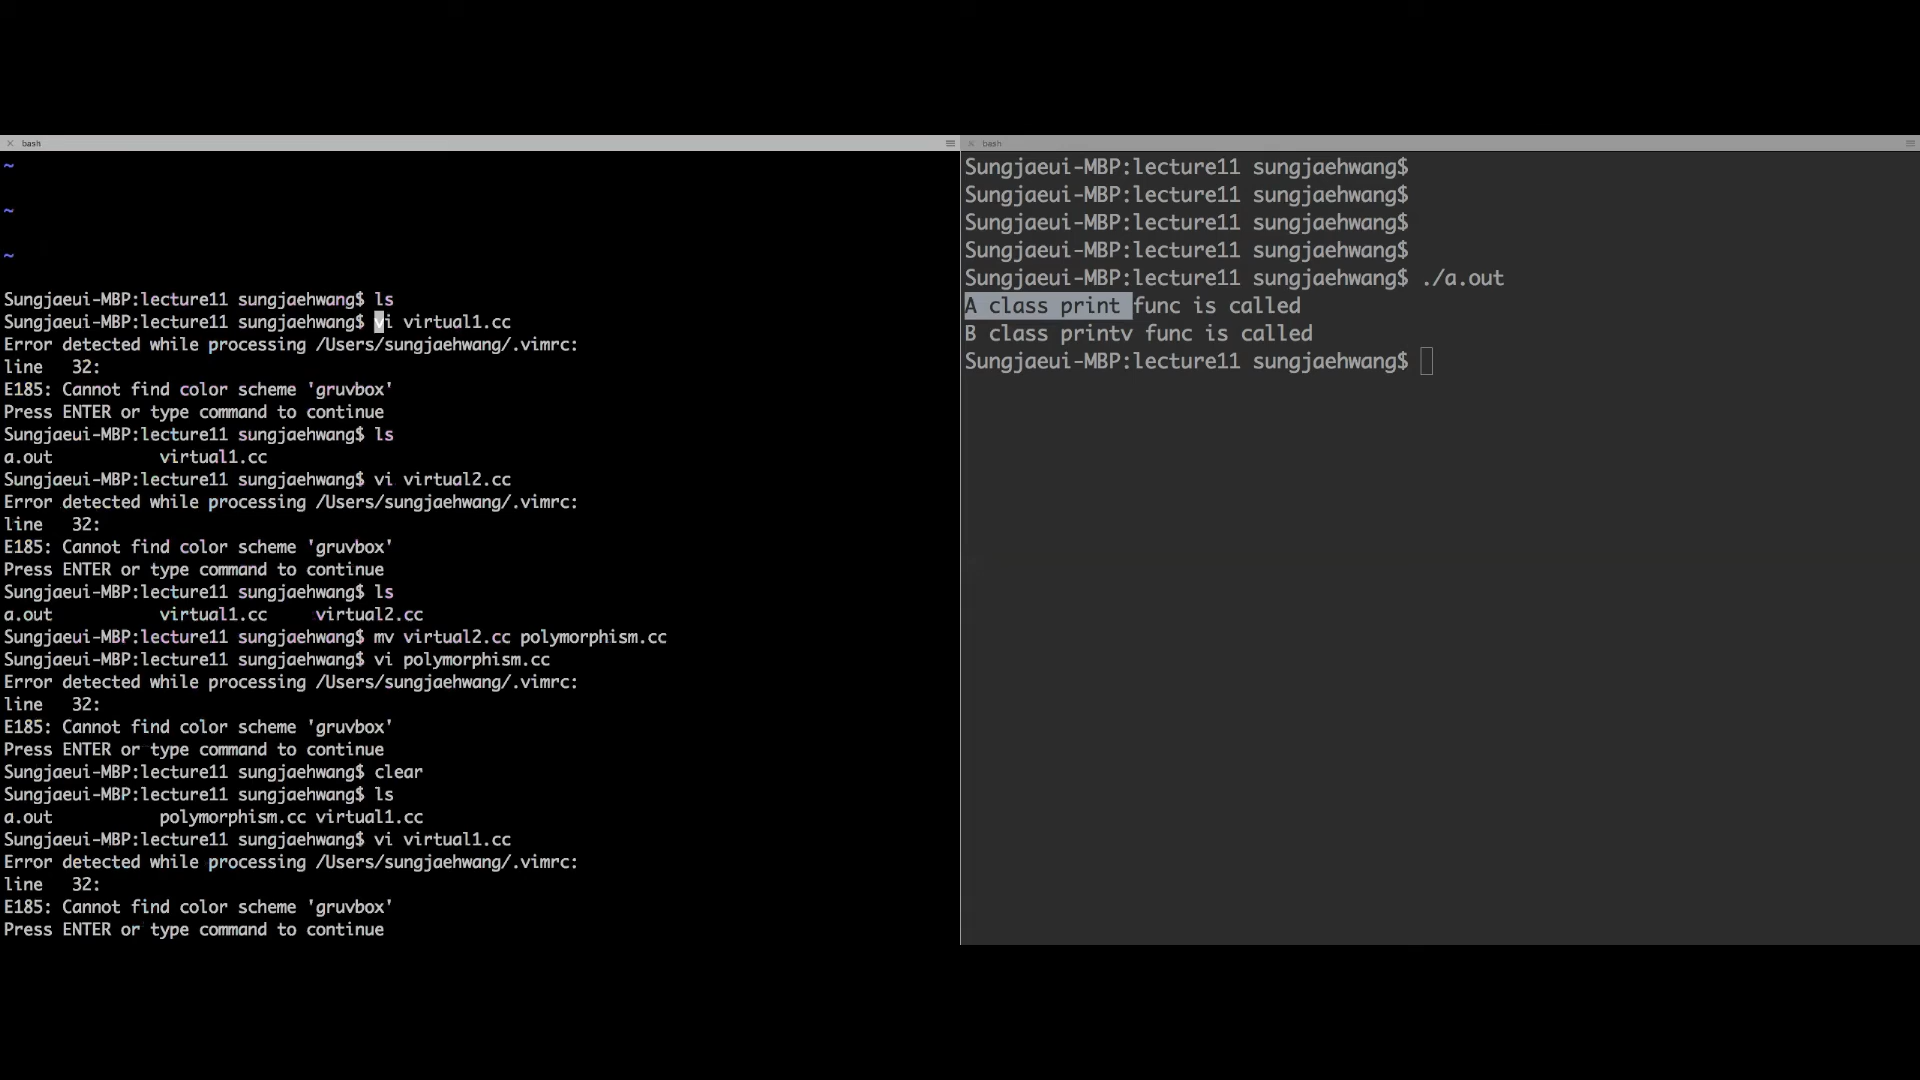 bash
~
~
~
Sungjaeui-MBP:lecture11 sungjaehwang$ ls
Sungjaeui-MBP:lecture11 sungjaehwang$ vi virtual1.cc
Error detected while processing /Users/sungjaehwang/.vimrc:
line   32:
E185: Cannot find color scheme 'gruvbox'
Press ENTER or type command to continue
Sungjaeui-MBP:lecture11 sungjaehwang$ ls
a.out           virtual1.cc
Sungjaeui-MBP:lecture11 sungjaehwang$ vi virtual2.cc
Error detected while processing /Users/sungjaehwang/.vimrc:
line   32:
E185: Cannot find color scheme 'gruvbox'
Press ENTER or type command to continue
Sungjaeui-MBP:lecture11 sungjaehwang$ ls
a.out           virtual1.cc     virtual2.cc
Sungjaeui-MBP:lecture11 sungjaehwang$ mv virtual2.cc polymorphism.cc
Sungjaeui-MBP:lecture11 sungjaehwang$ vi polymorphism.cc
Error detected while processing /Users/sungjaehwang/.vimrc:
line   32:
E185: Cannot find color scheme 'gruvbox'
Press ENTER or type command to continue
Sungjaeui-MBP:lecture11 sungjaehwang$ clear
Sungjaeui-MBP:lecture11 sungjaehwang$ ls
a.out           polymorphism.cc virtual1.cc
Sungjaeui-MBP:lecture11 sungjaehwang$ vi virtual1.cc
Error detected while processing /Users/sungjaehwang/.vimrc:
line   32:
E185: Cannot find color scheme 'gruvbox'
Press ENTER or type command to continue
bash
Sungjaeui-MBP:lecture11 sungjaehwang$
Sungjaeui-MBP:lecture11 sungjaehwang$
Sungjaeui-MBP:lecture11 sungjaehwang$
Sungjaeui-MBP:lecture11 sungjaehwang$
Sungjaeui-MBP:lecture11 sungjaehwang$ ./a.out
A class print func is called
B class printv func is called
Sungjaeui-MBP:lecture11 sungjaehwang$